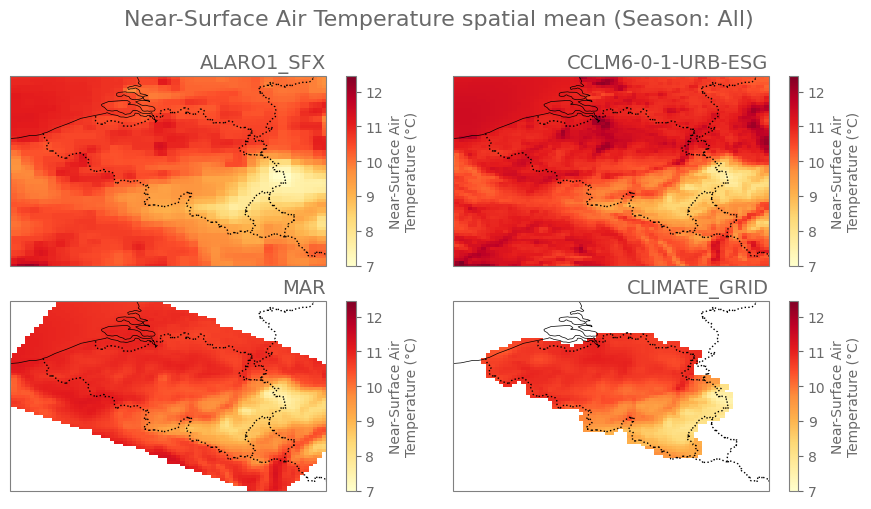 Near-Surface Air Temperature spatial mean (Season: All)
ALARO1_SFX
12
11
10
9
8
7
Near-Surface Air
Temperature (°C)
CCLM6-0-1-URB-ESG
12
11
10
9
8
7
Near-Surface Air
Temperature (°C)
MAR
12
11
10
9
8
7
Near-Surface Air
Temperature (°C)
CLIMATE_GRID
12
11
10
9
8
7
Near-Surface Air
Temperature (°C)